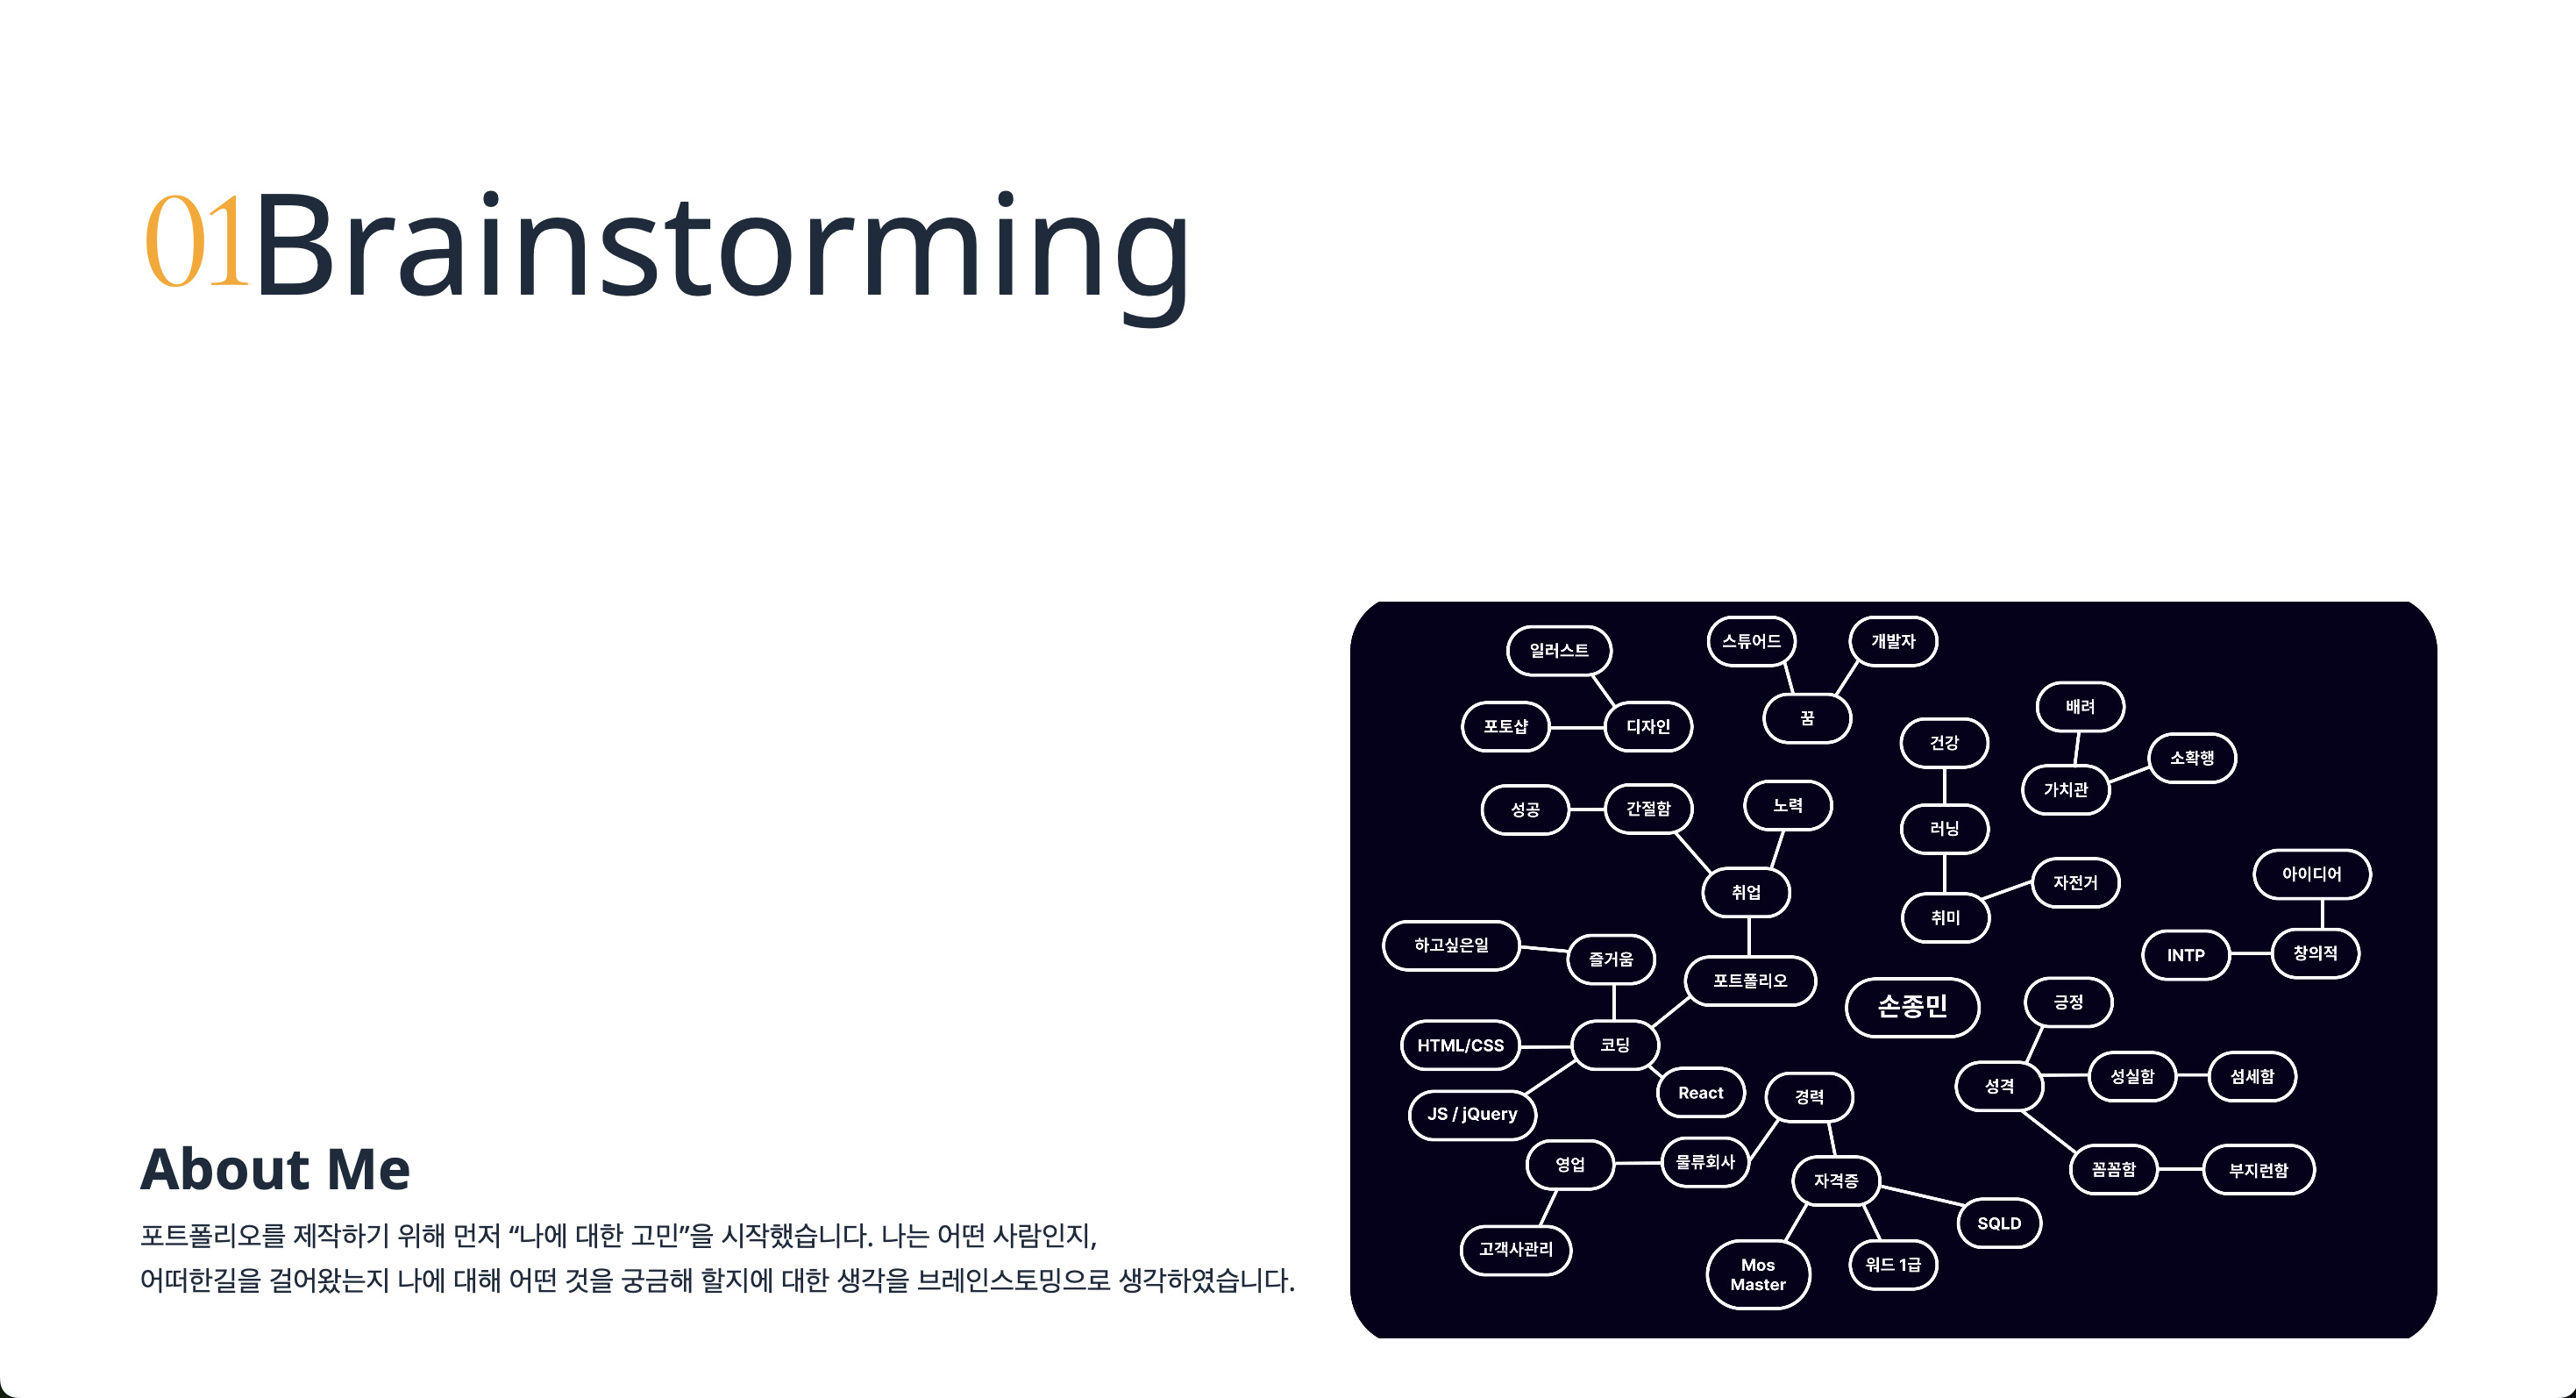 01Brainstorming
About Me
포트폴리오를 제작하기 위해 먼저 “나에 대한 고민”을 시작했습니다. 나는 어떤 사람인지,
어떠한길을 걸어왔는지 나에 대해 어떤 것을 궁금해 할지에 대한 생각을 브레인스토밍으로 생각하였습니다.
일러스트
포토샵
디자인
스튜어드
개발자
꿈
건강
러닝
취미
자전거
배려
가치관
소확행
성공
간절함
노력
취업
포트폴리오
하고싶은일
즐거움
HTML/CSS
코딩
JS / jQuery
React
손종민
아이디어
INTP
창의적
긍정
성격
성실함
섬세함
꼼꼼함
부지런함
경력
영업
물류회사
고객사관리
자격증
SQLD
Mos
Master
워드 1급